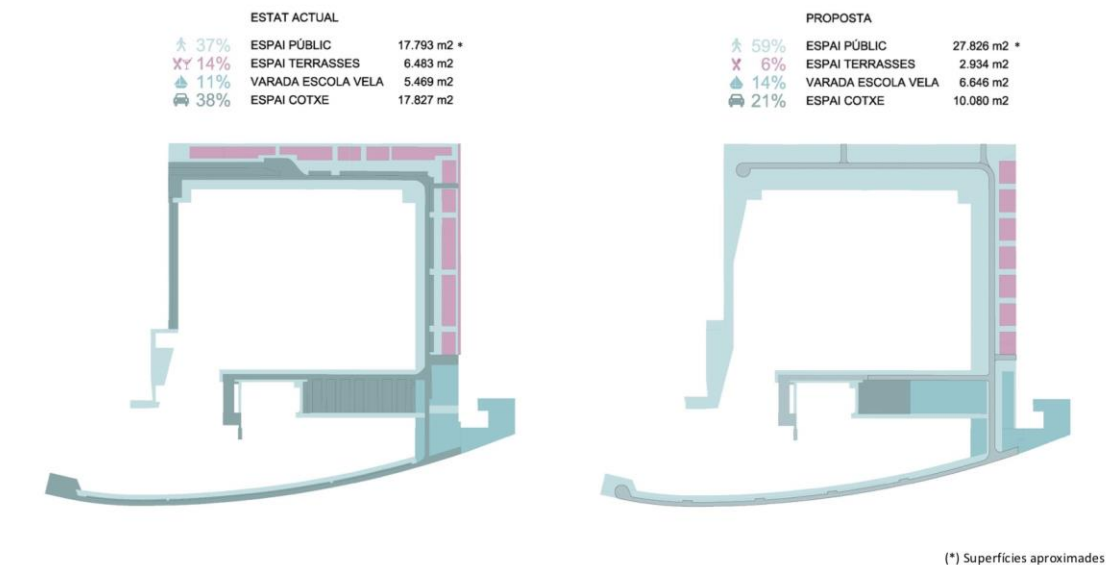 ESTAT ACTUAL
37% ESPAI PÚBLIC 17.793 m2 *
14% ESPAI TERRASSES 6.483 m2
11% VARADA ESCOLA VELA 5.469 m2
38% ESPAI COTXE 17.827 m2
PROPOSTA
59% ESPAI PÚBLIC 27.826 m2 *
6% ESPAI TERRASSES 2.934 m2
14% VARADA ESCOLA VELA 6.646 m2
21% ESPAI COTXE 10.080 m2
(*) Superfícies aproximades